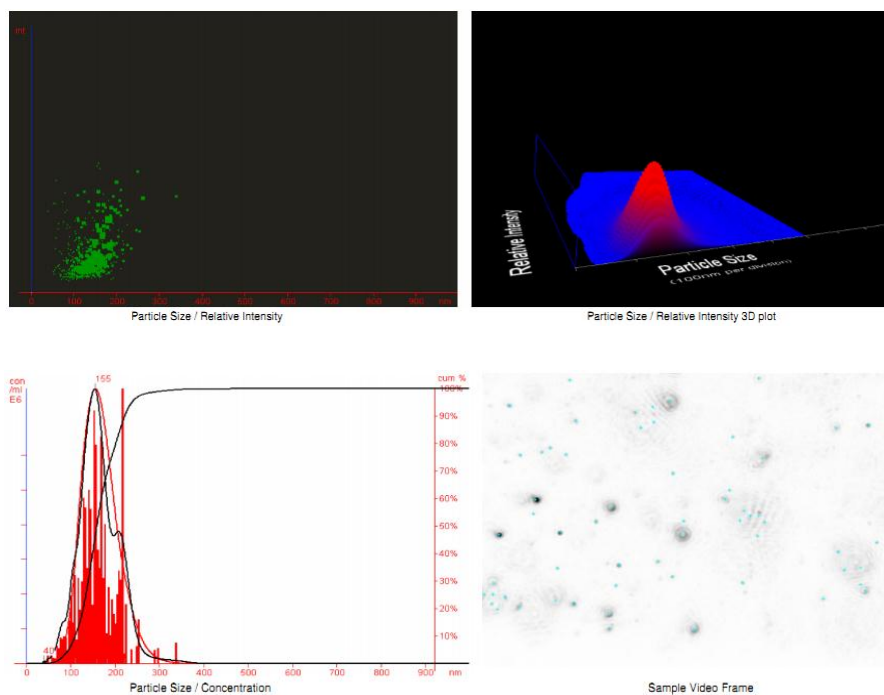 int.
0 100 200 300 400 500 600 700 800 900 nm
Particle Size / Relative Intensity
Relative Intensity
Particle Size
(100nm per division)
Particle Size / Relative Intensity 3D plot
con
/ml
E6
155
cum %
100%
90%
80%
70%
60%
50%
40%
30%
20%
10%
40
0 100 200 300 400 500 600 700 800 900 nm
Particle Size / Concentration
Sample Video Frame